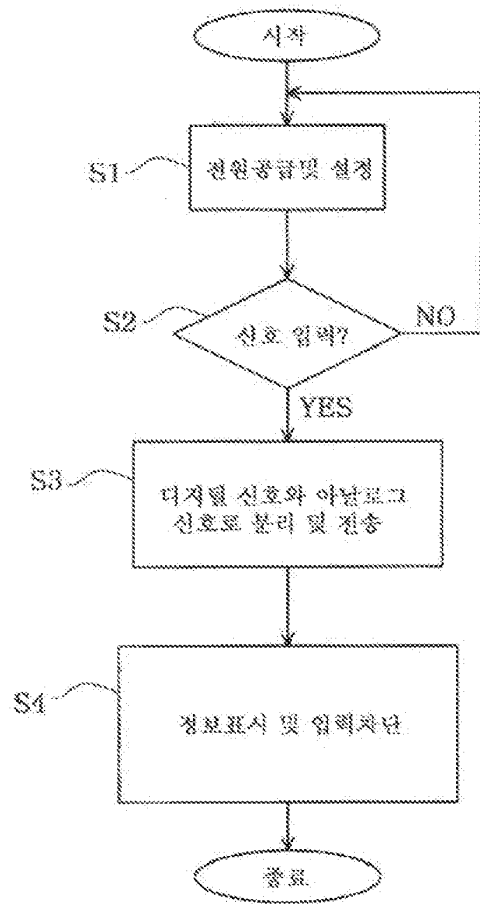 시작
S1
전원공급및 설정
S2
신호 입력?
NO
YES
S3
디지털 신호와 아날로그
신호로 분리 및 전송
S4
정보표시 및 입력차단
종료